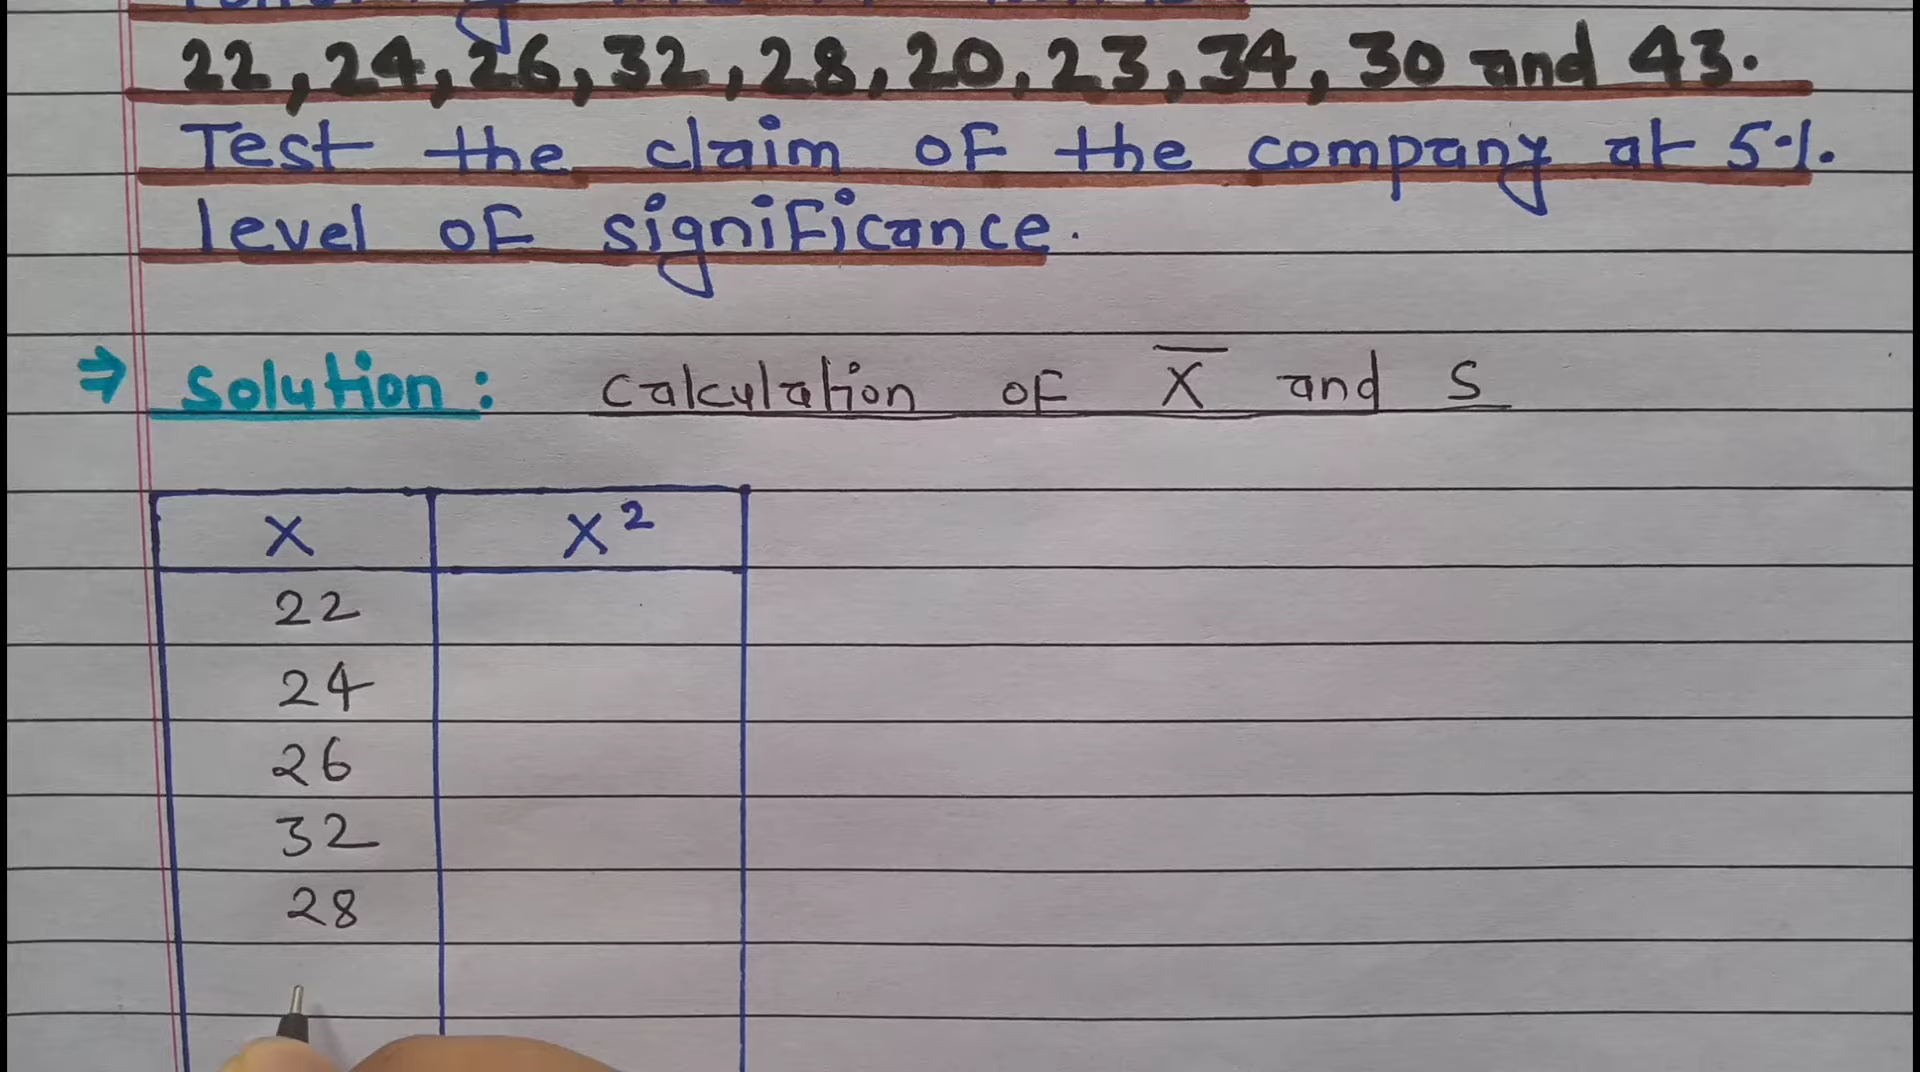 22, 24, 26, 32, 28, 20, 23, 34, 30 and 43.
Test the claim of the company at 5%
level of significance.
⇒ Solution: Calculation of X̅ and S
X X²
22
24
26
32
28